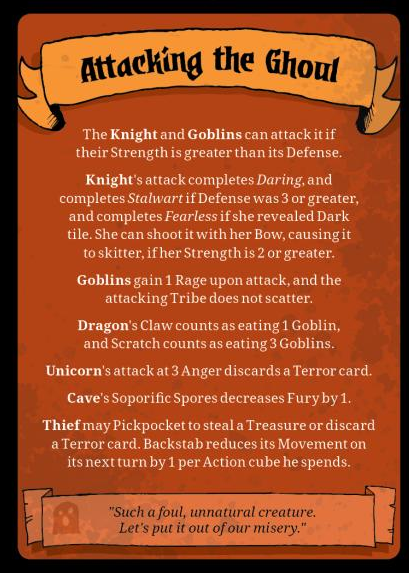 Attacking the Ghoul
The Knight and Goblins can attack it if
their Strength is greater than its Defense.
Knight's attack completes Daring, and
completes Stalwart if Defense was 3 or greater,
and completes Fearless if she revealed Dark
tile. She can shoot it with her Bow, causing it
to skitter, if her Strength is 2 or greater.
Goblins gain 1 Rage upon attack, and the
attacking Tribe does not scatter.
Dragon's Claw counts as eating 1 Goblin,
and Scratch counts as eating 3 Goblins.
Unicorn's attack at 3 Anger discards a Terror card.
Cave's Soporific Spores decreases Fury by 1.
Thief may Pickpocket to steal a Treasure or discard
a Terror card. Backstab reduces its Movement on
its next turn by 1 per Action cube he spends.
"Such a foul, unnatural creature.
Let's put it out of our misery."